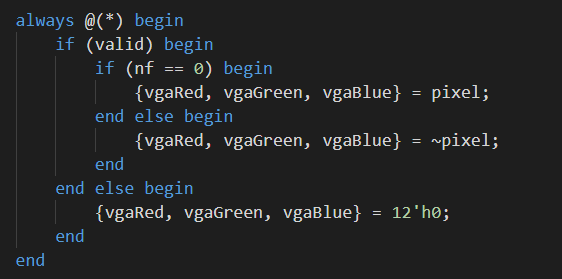 always @(*) begin
    if (valid) begin
        if (nf == 0) begin
            {vgaRed, vgaGreen, vgaBlue} = pixel;
        end else begin
            {vgaRed, vgaGreen, vgaBlue} = ~pixel;
        end
    end else begin
        {vgaRed, vgaGreen, vgaBlue} = 12'h0;
    end
end